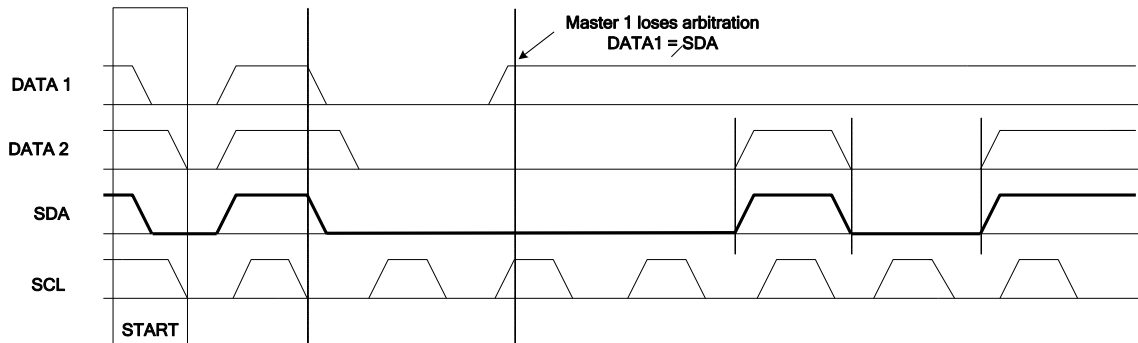 Master 1 loses arbitration
DATA1 ≠ SDA
DATA 1
DATA 2
SDA
SCL
START